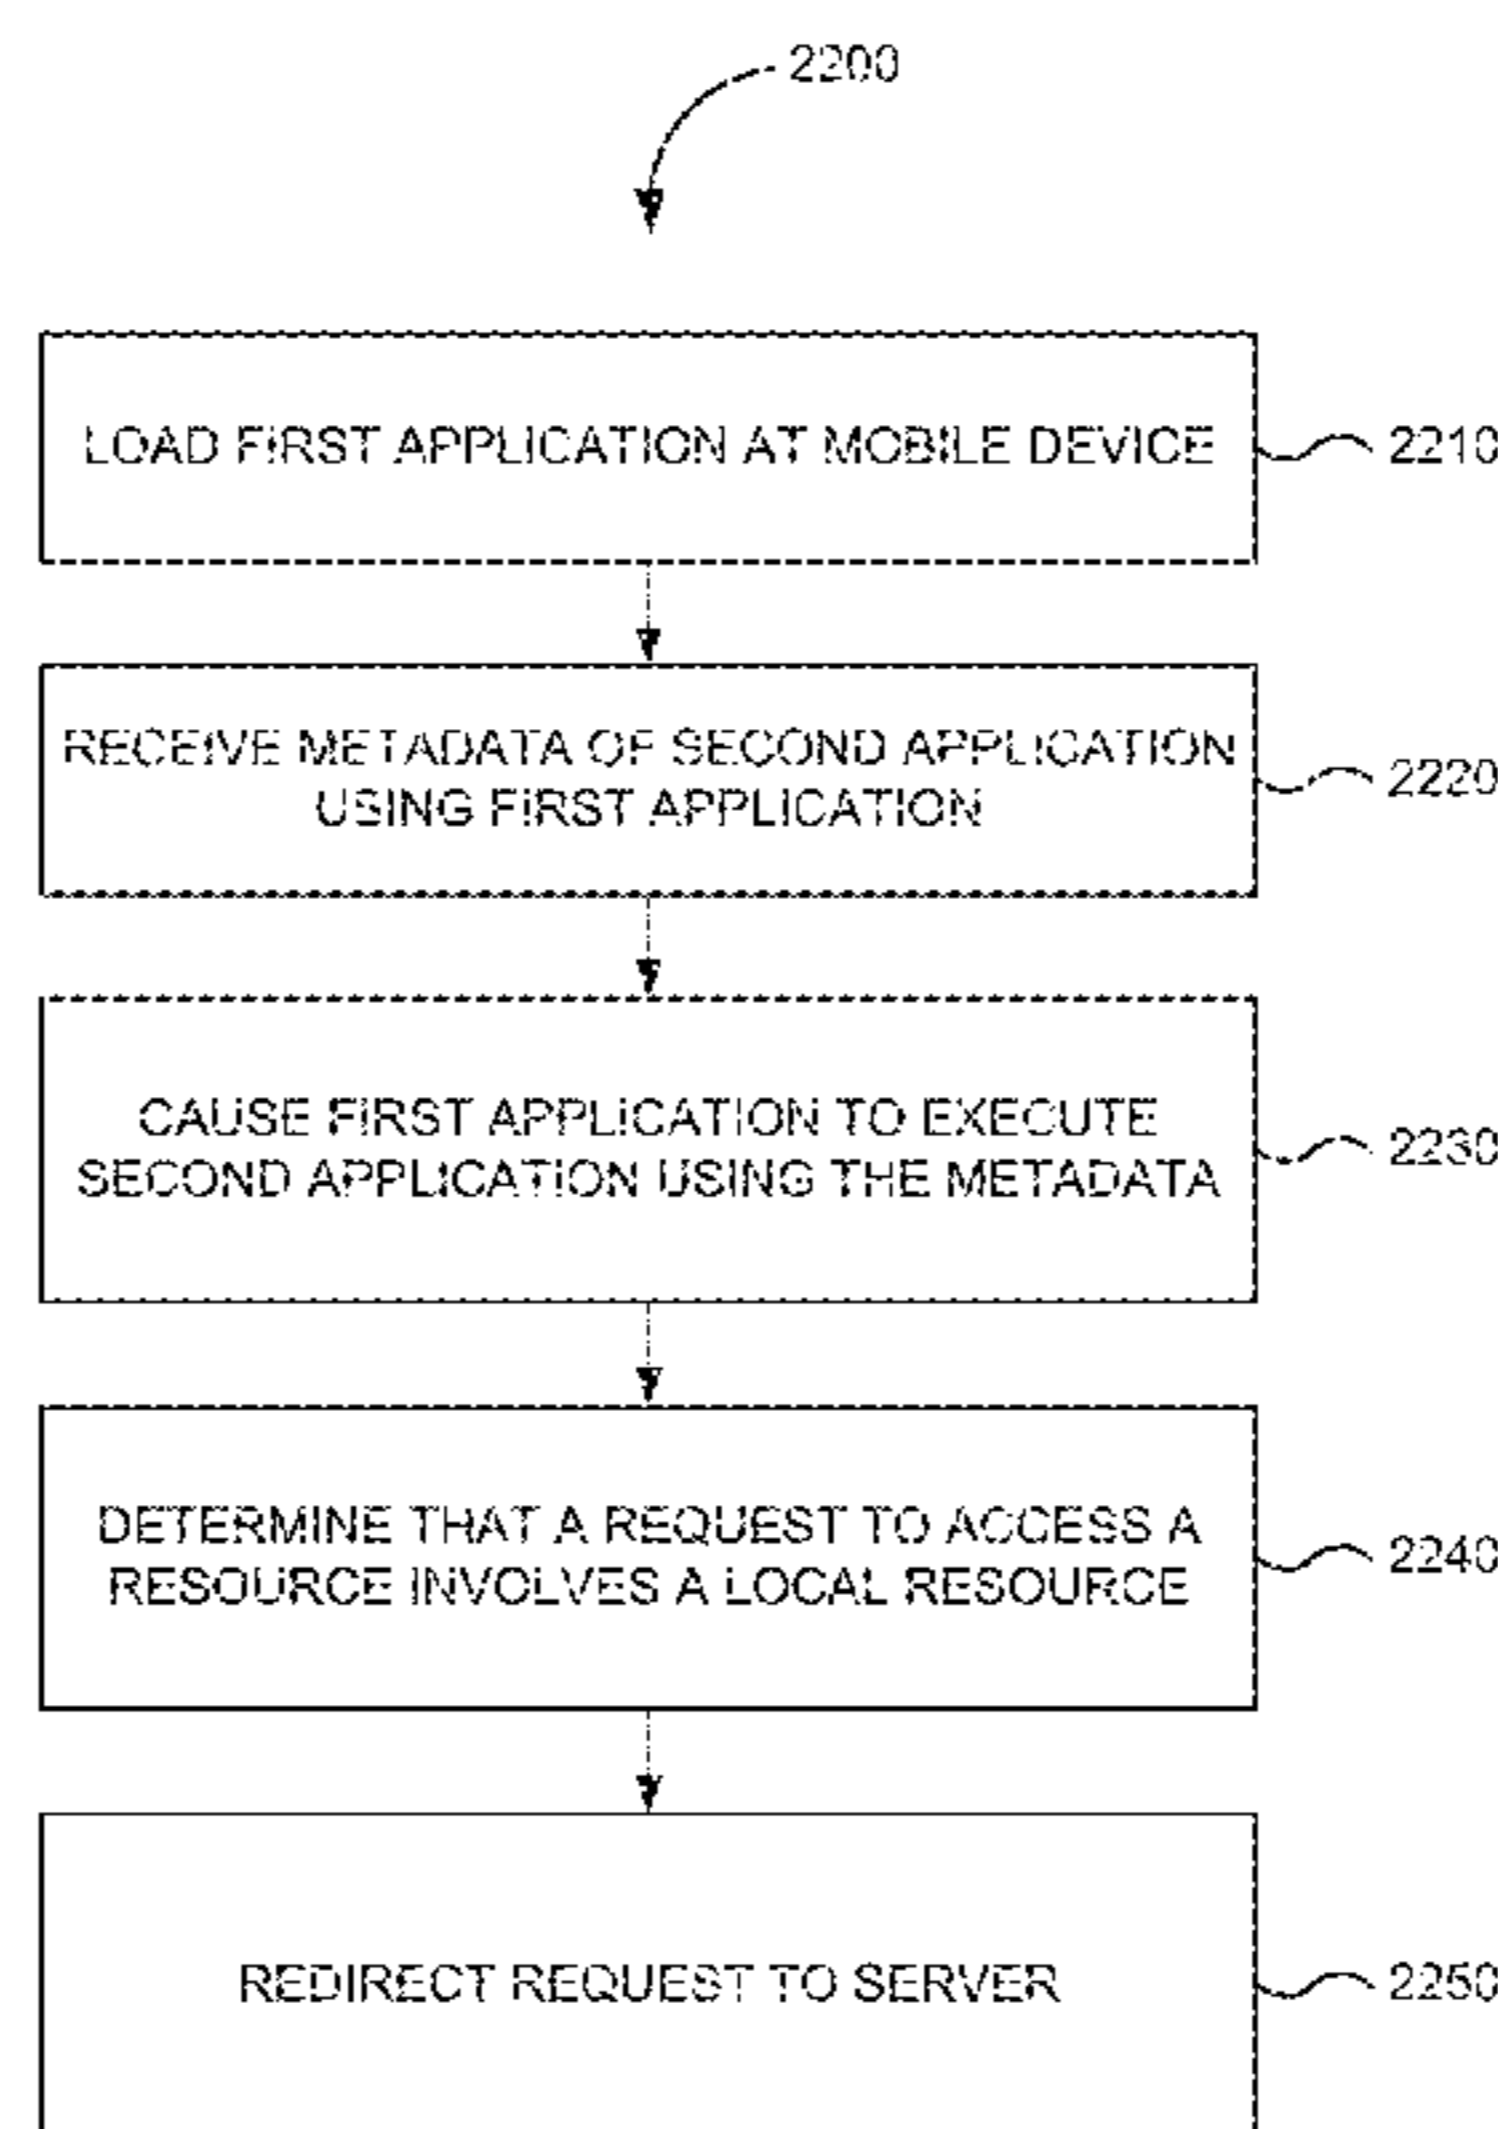 2200
LOAD FIRST APPLICATION AT MOBILE DEVICE
2210
RECEIVE METADATA OF SECOND APPLICATION
USING FIRST APPLICATION
2220
CAUSE FIRST APPLICATION TO EXECUTE
SECOND APPLICATION USING THE METADATA
2230
DETERMINE THAT A REQUEST TO ACCESS A
RESOURCE INVOLVES A LOCAL RESOURCE
2240
REDIRECT REQUEST TO SERVER
2250